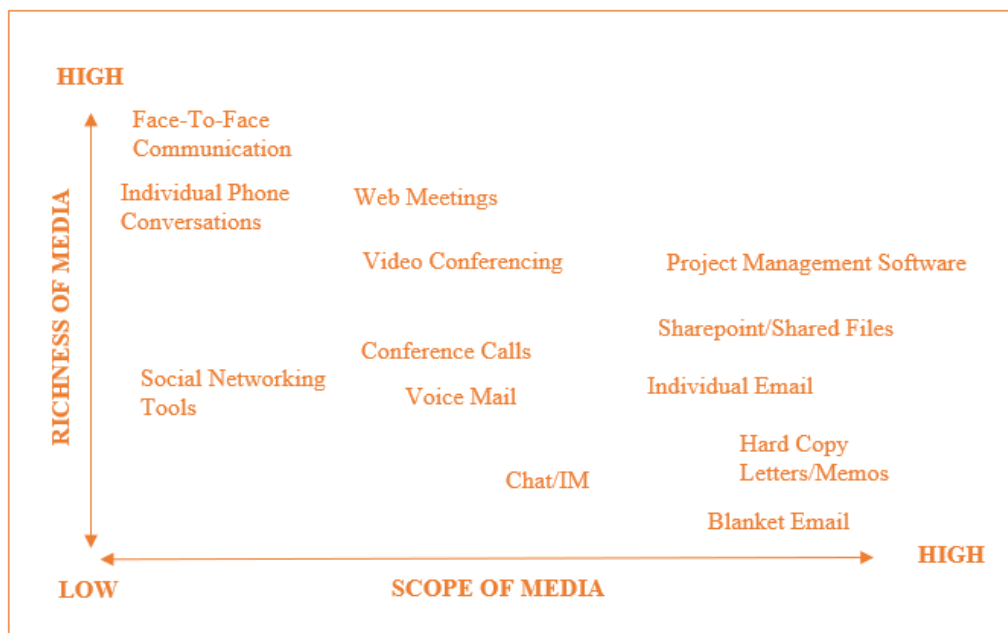 HIGH
Face-To-Face
Communication
Individual Phone
Conversations
Web Meetings
RICHNESS OF MEDIA
Video Conferencing
Project Management Software
Sharepoint/Shared Files
Conference Calls
Social Networking
Tools
Voice Mail
Individual Email
Hard Copy
Letters/Memos
Chat/IM
Blanket Email
HIGH
LOW
SCOPE OF MEDIA